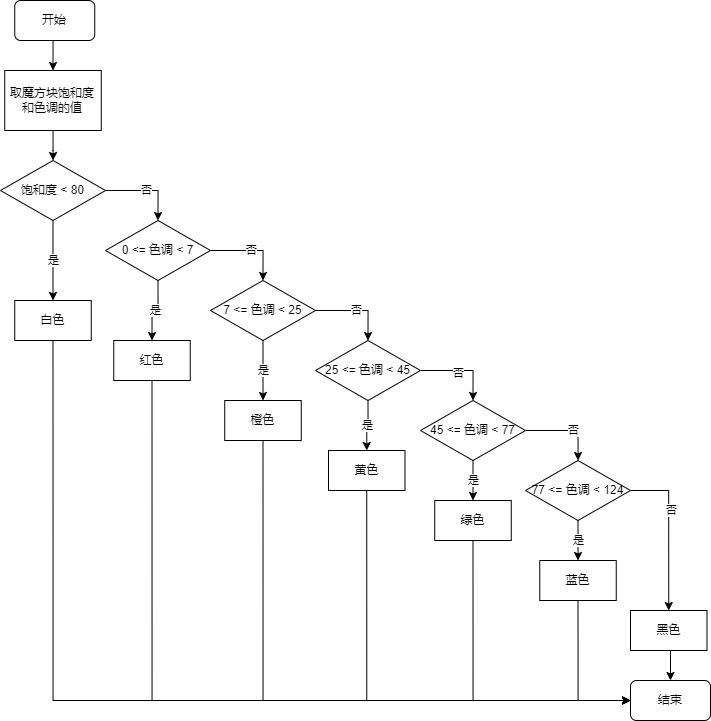 开始
取魔方块饱和度
和色调的值
饱和度 < 80
否
是
白色
0 <= 色调 < 7
否
是
红色
7 <= 色调 < 25
否
是
橙色
25 <= 色调 < 45
否
是
黄色
45 <= 色调 < 77
否
是
绿色
77 <= 色调 < 124
否
是
蓝色
黑色
结束